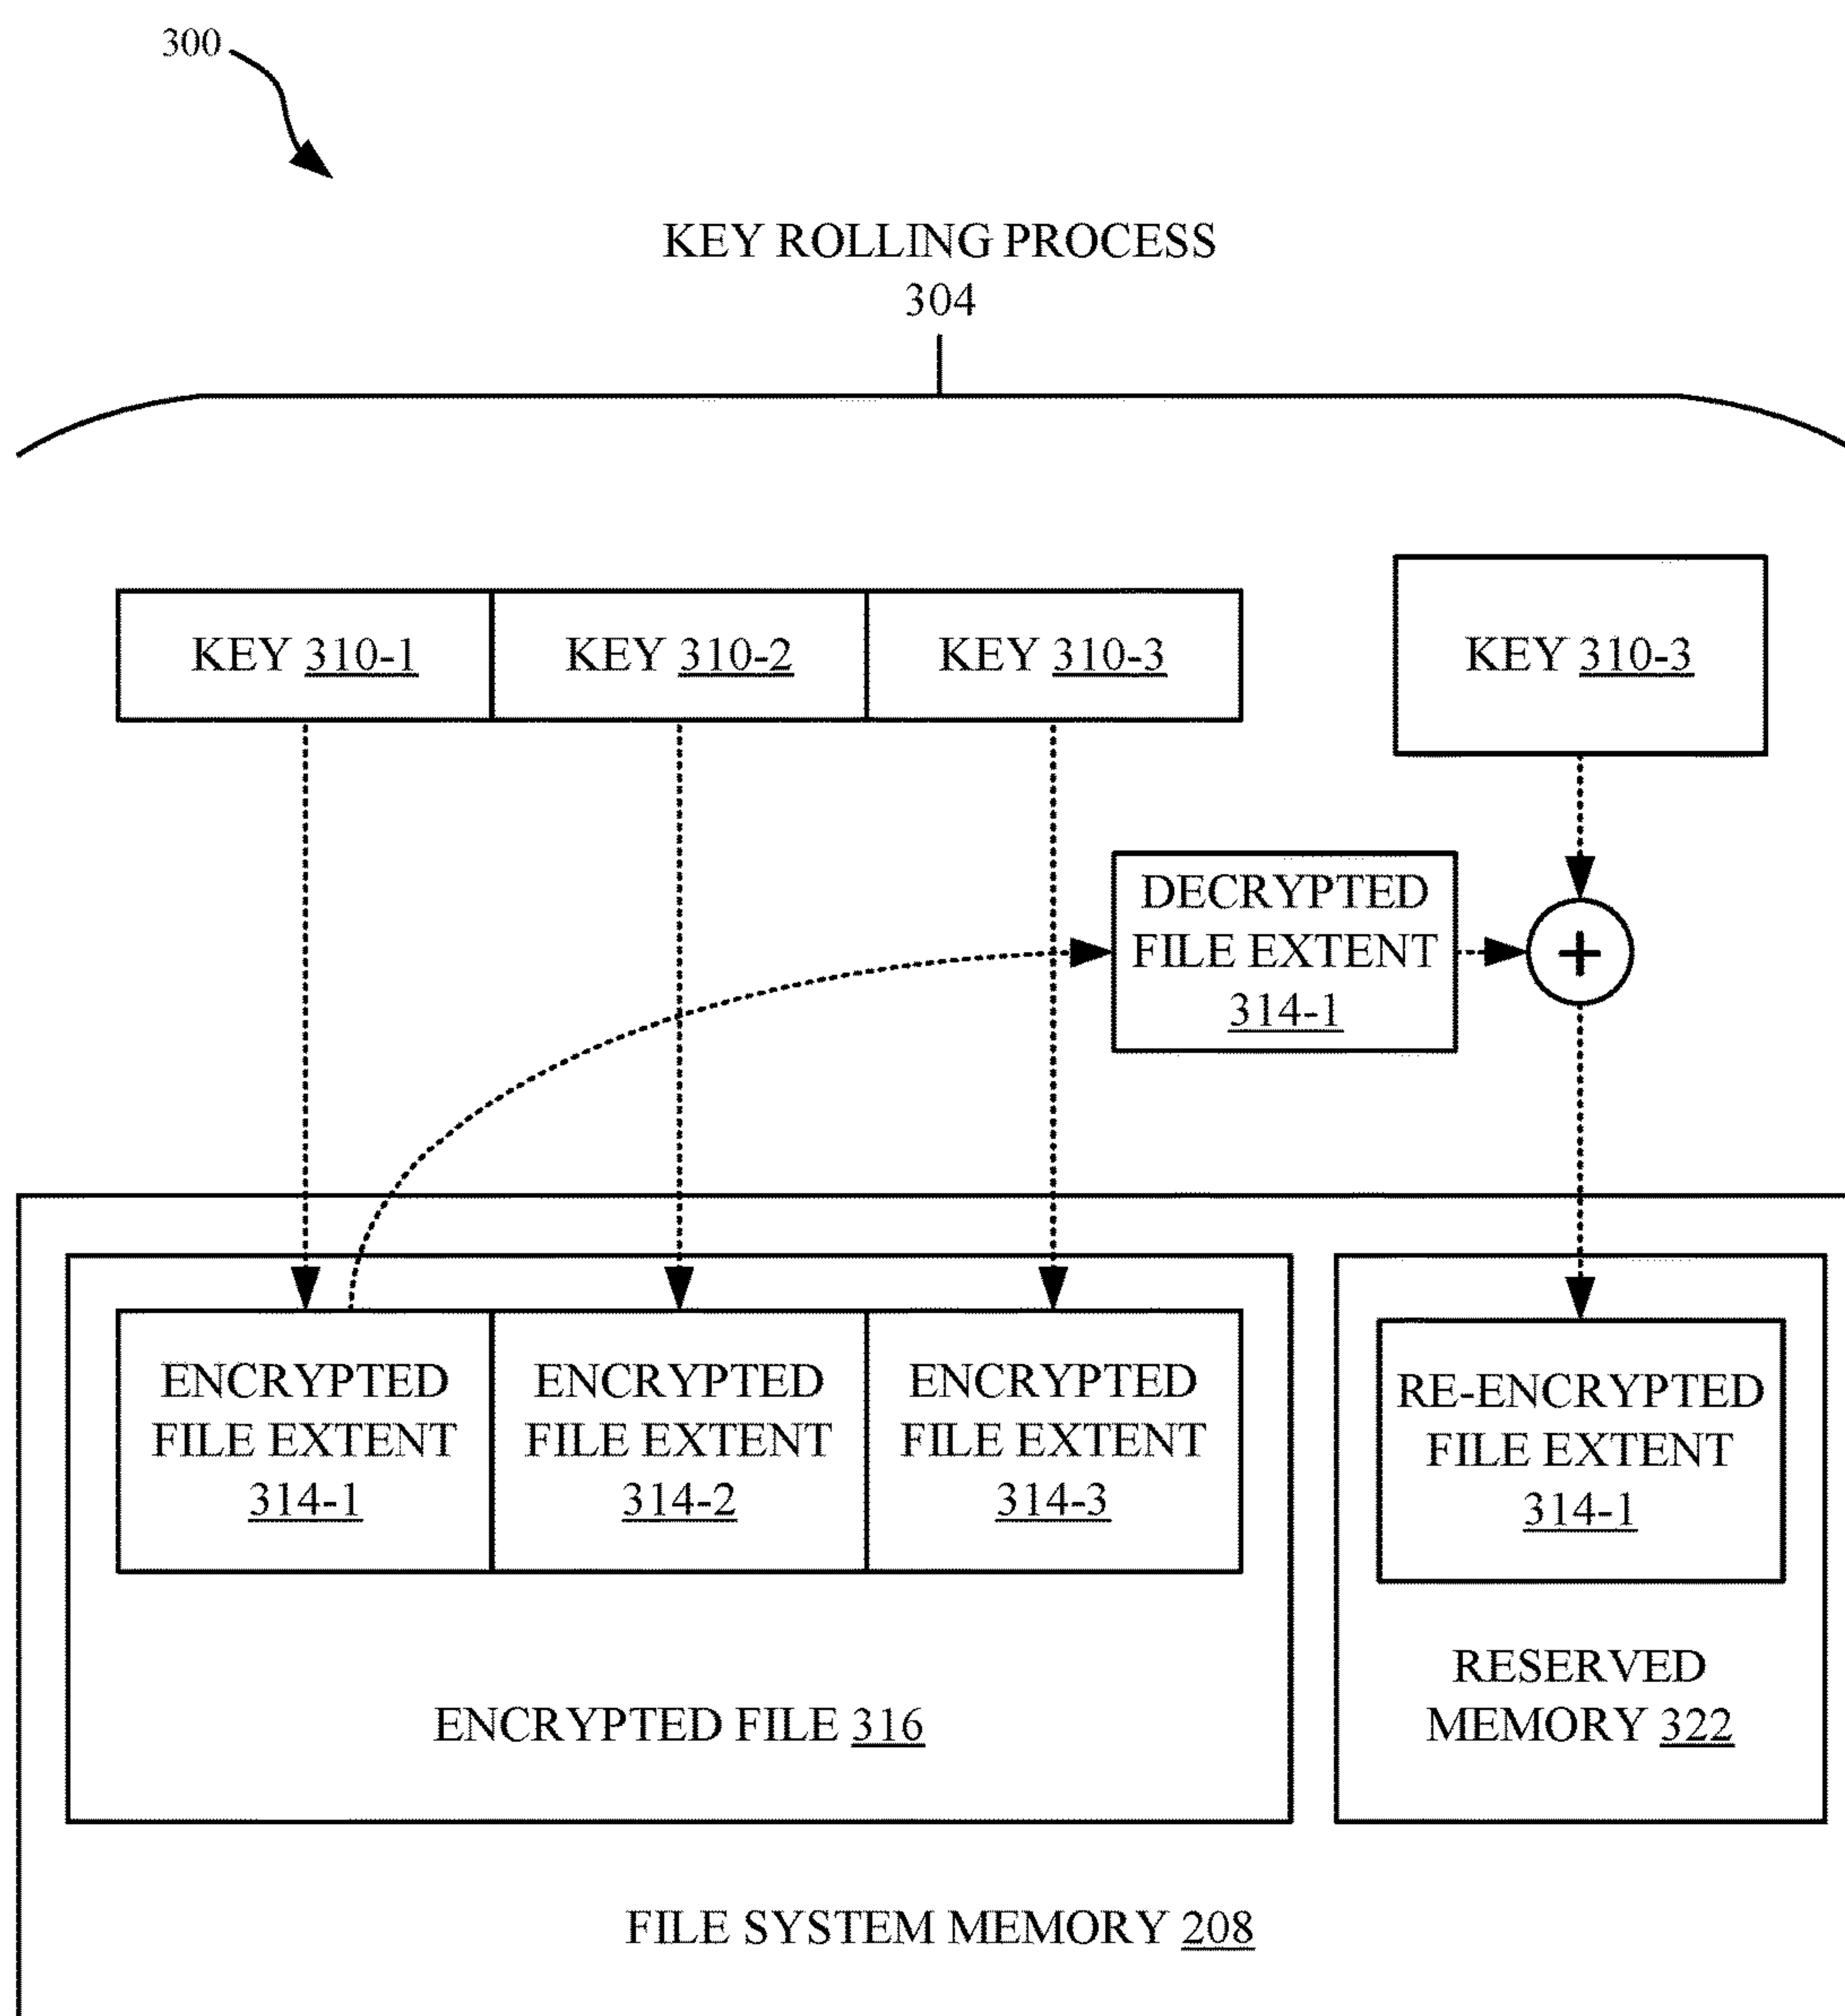 300
KEY ROLLING PROCESS
304
KEY 310-1
KEY 310-2
KEY 310-3
KEY 310-3
DECRYPTED
FILE EXTENT
314-1
+
ENCRYPTED
FILE EXTENT
314-1
ENCRYPTED
FILE EXTENT
314-2
ENCRYPTED
FILE EXTENT
314-3
RE-ENCRYPTED
FILE EXTENT
314-1
ENCRYPTED FILE 316
RESERVED
MEMORY 322
FILE SYSTEM MEMORY 208